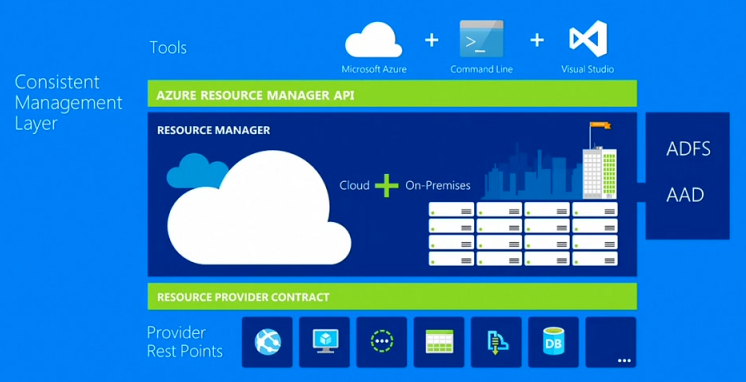 Tools
Microsoft Azure
Command Line
Visual Studio
Consistent
Management
Layer
AZURE RESOURCE MANAGER API
RESOURCE MANAGER
Cloud
On-Premises
ADFS
AAD
RESOURCE PROVIDER CONTRACT
Provider
Rest Points
DB
...